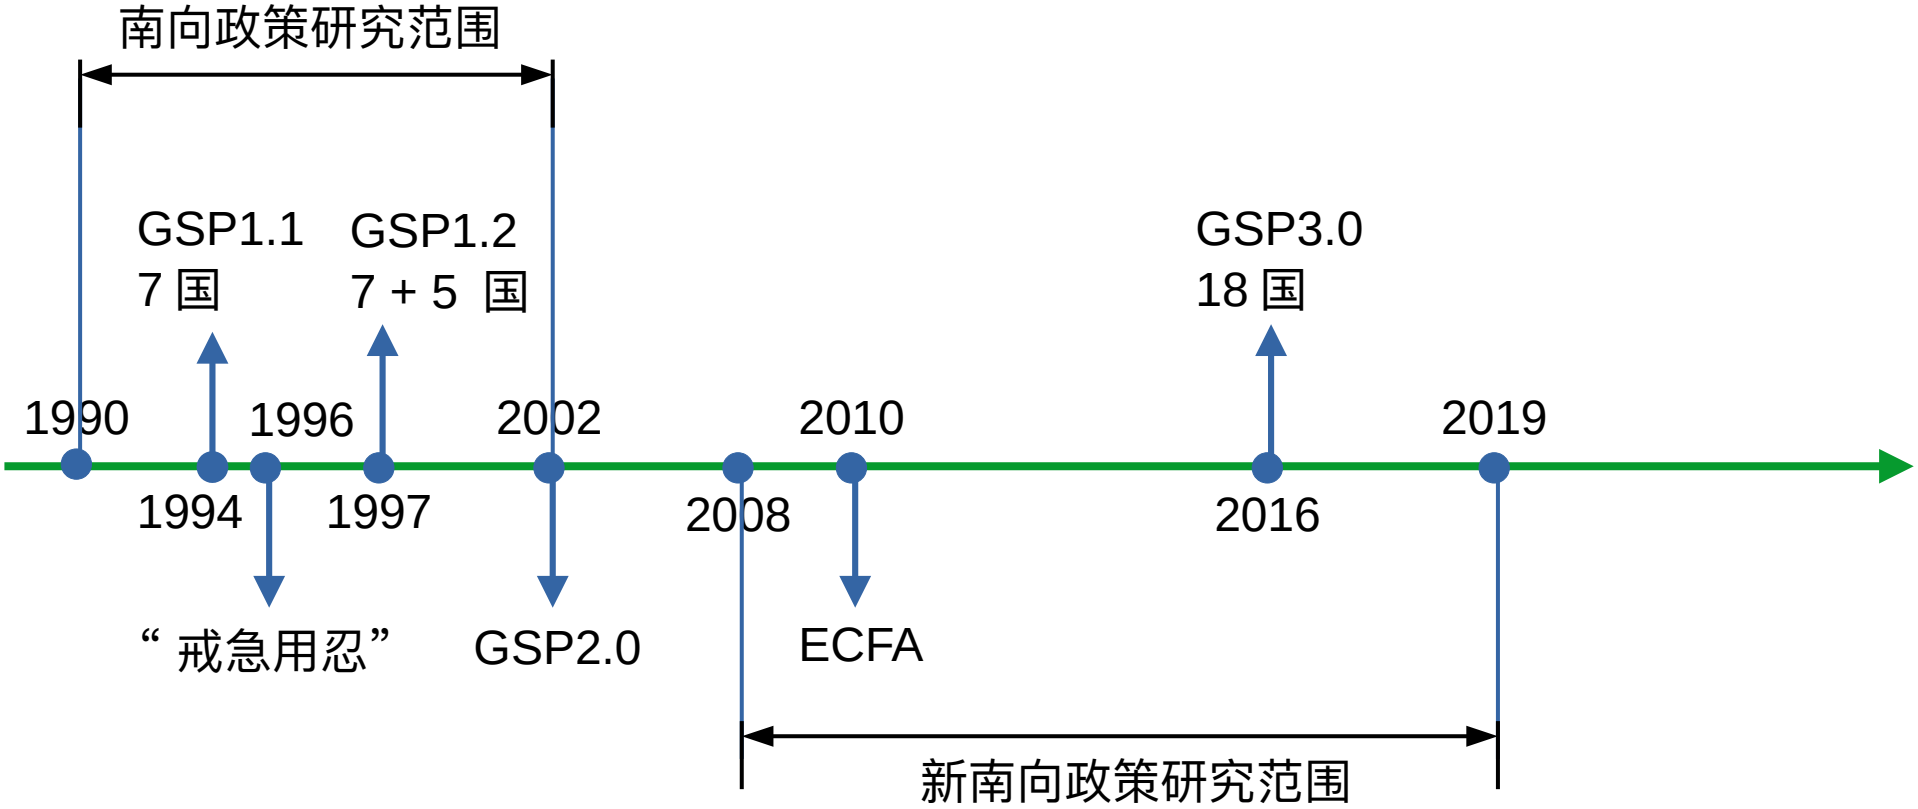 南向政策研究范围
GSP1.1
7 国
GSP1.2
7 + 5 国
GSP3.0
18 国
1990
1996
2002
2010
2019
1994
1997
2008
2016
“ 戒急用忍”
GSP2.0
ECFA
新南向政策研究范围